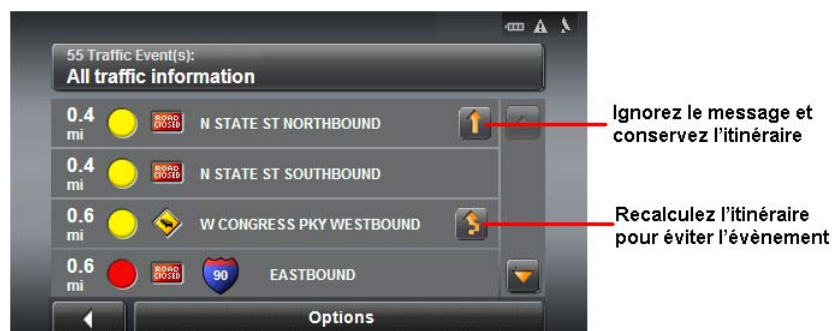 55 Traffic Event(s):
All traffic information
0.4 mi ROAD CLOSED N STATE ST NORTHBOUND
0.4 mi ROAD CLOSED N STATE ST SOUTHBOUND
0.6 mi W CONGRESS PKY WESTBOUND
0.6 mi ROAD CLOSED 90 EASTBOUND
Options
Ignorez le message et
conservez l'itinéraire
Recalculez l'itinéraire
pour éviter l'évènement